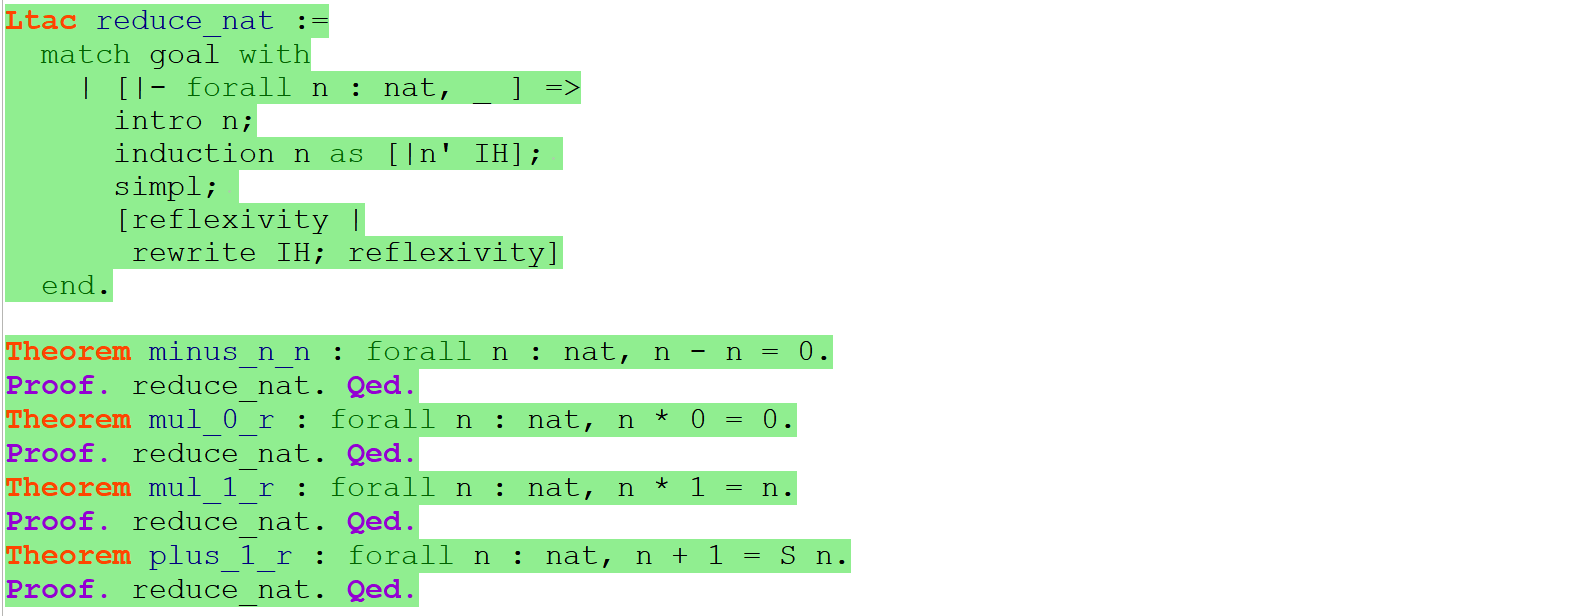 Ltac reduce_nat :=
  match goal with
    | [|- forall n : nat, _ ] =>
      intro n;
      induction n as [|n' IH];
      simpl;
      [reflexivity |
       rewrite IH; reflexivity]
  end.

Theorem minus_n_n : forall n : nat, n - n = 0.
Proof. reduce_nat. Qed.
Theorem mul_0_r : forall n : nat, n * 0 = 0.
Proof. reduce_nat. Qed.
Theorem mul_1_r : forall n : nat, n * 1 = n.
Proof. reduce_nat. Qed.
Theorem plus_1_r : forall n : nat, n + 1 = S n.
Proof. reduce_nat. Qed.